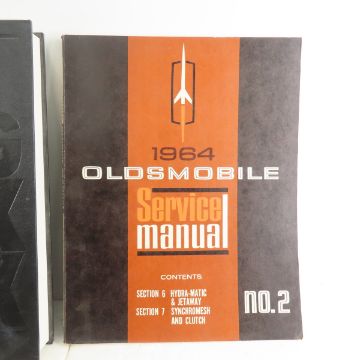 1964
OLDSMOBILE
Service
manual
CONTENTS
SECTION 6 HYDRA-MATIC
& JETAWAY
SECTION 7 SYNCHROMESH
AND CLUTCH
NO.2